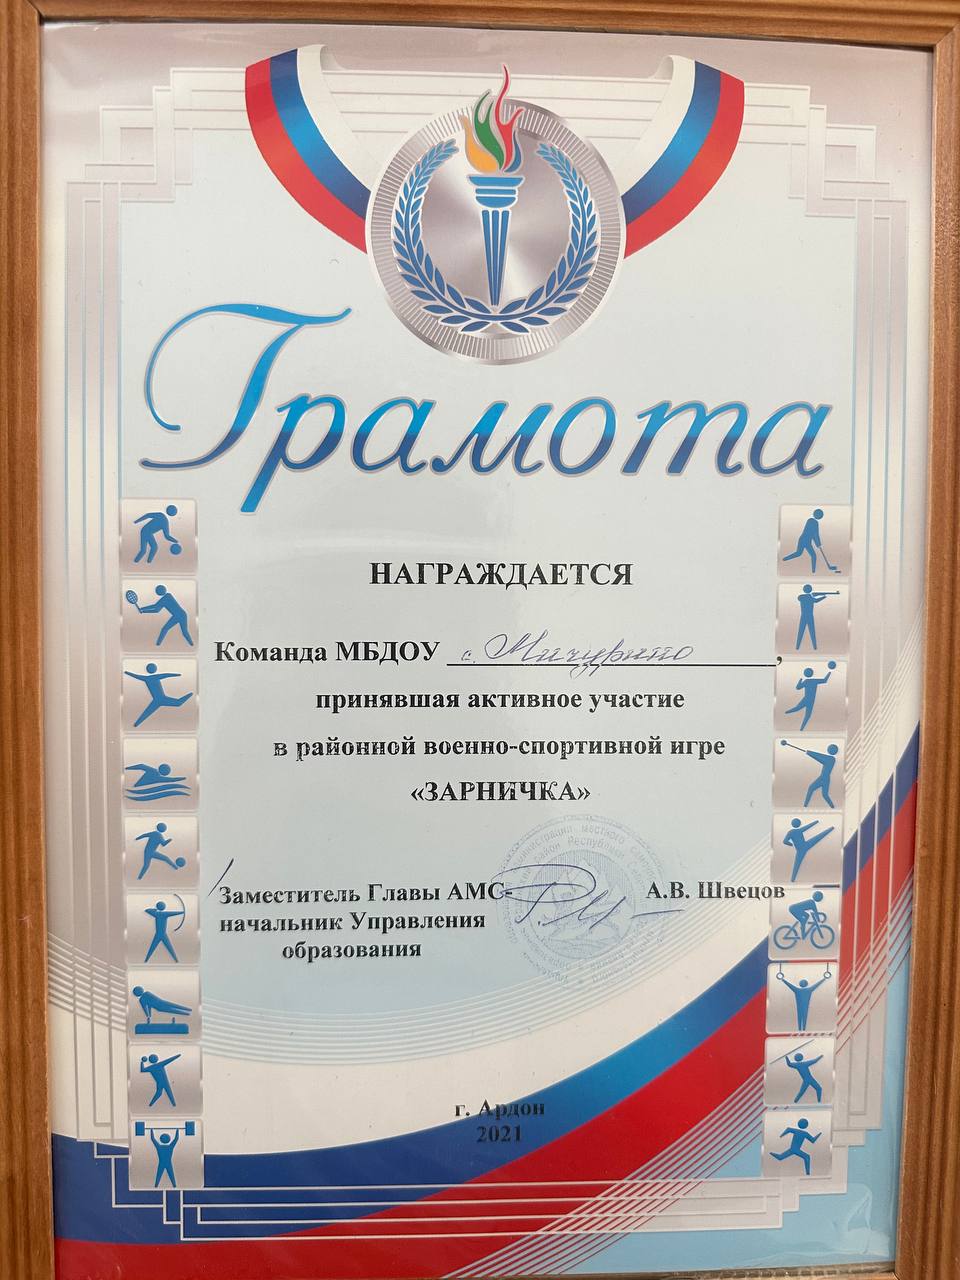 Грамота
НАГРАЖДАЕТСЯ
Команда МБДОУ с. Мичурино,
принявшая активное участие
в районной военно-спортивной игре
«ЗАРНИЧКА»
Заместитель Главы АМС-
начальник Управления
образования
А.В. Швецов
г. Ардон
2021